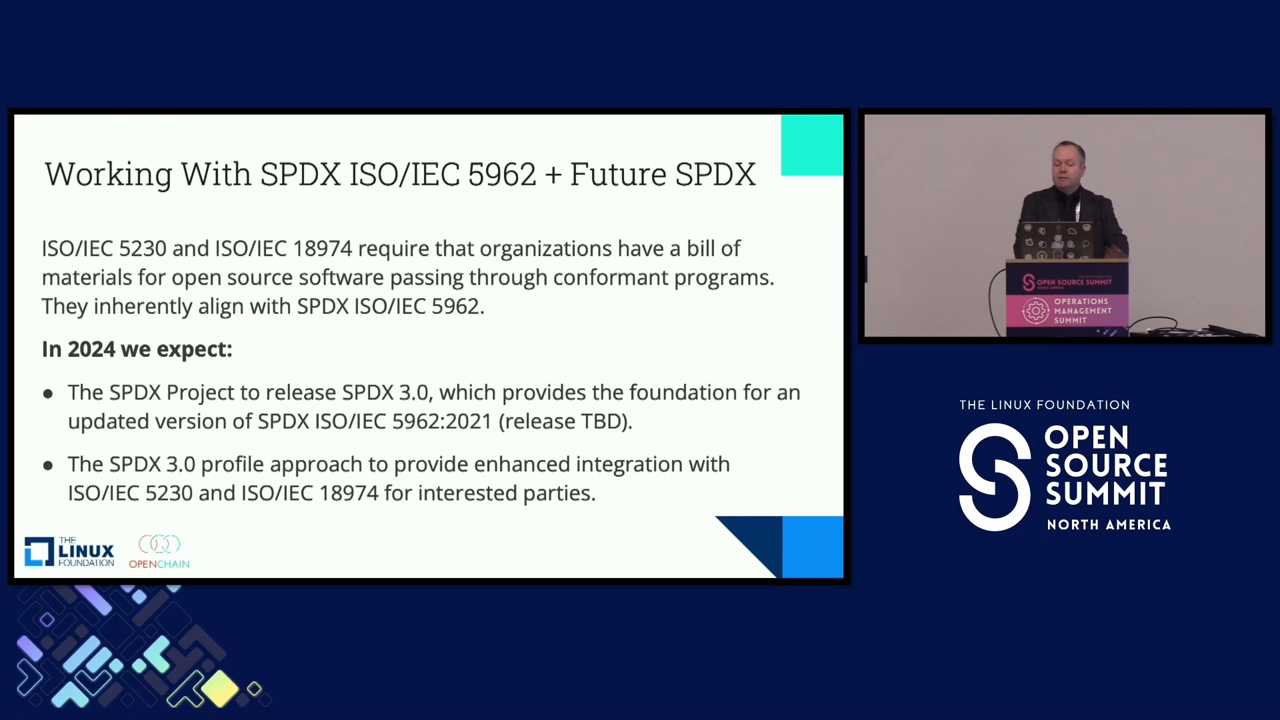 Working With SPDX ISO/IEC 5962 + Future SPDX
ISO/IEC 5230 and ISO/IEC 18974 require that organizations have a bill of
materials for open source software passing through conformant programs.
They inherently align with SPDX ISO/IEC 5962.
In 2024 we expect:
● The SPDX Project to release SPDX 3.0, which provides the foundation for an
updated version of SPDX ISO/IEC 5962:2021 (release TBD).
● The SPDX 3.0 profile approach to provide enhanced integration with
ISO/IEC 5230 and ISO/IEC 18974 for interested parties.
THE
LINUX
FOUNDATION
OPENCHAIN
OPEN SOURCE SUMMIT
OPERATIONS
MANAGEMENT
SUMMIT
THE LINUX FOUNDATION
OPEN
SOURCE
SUMMIT
NORTH AMERICA